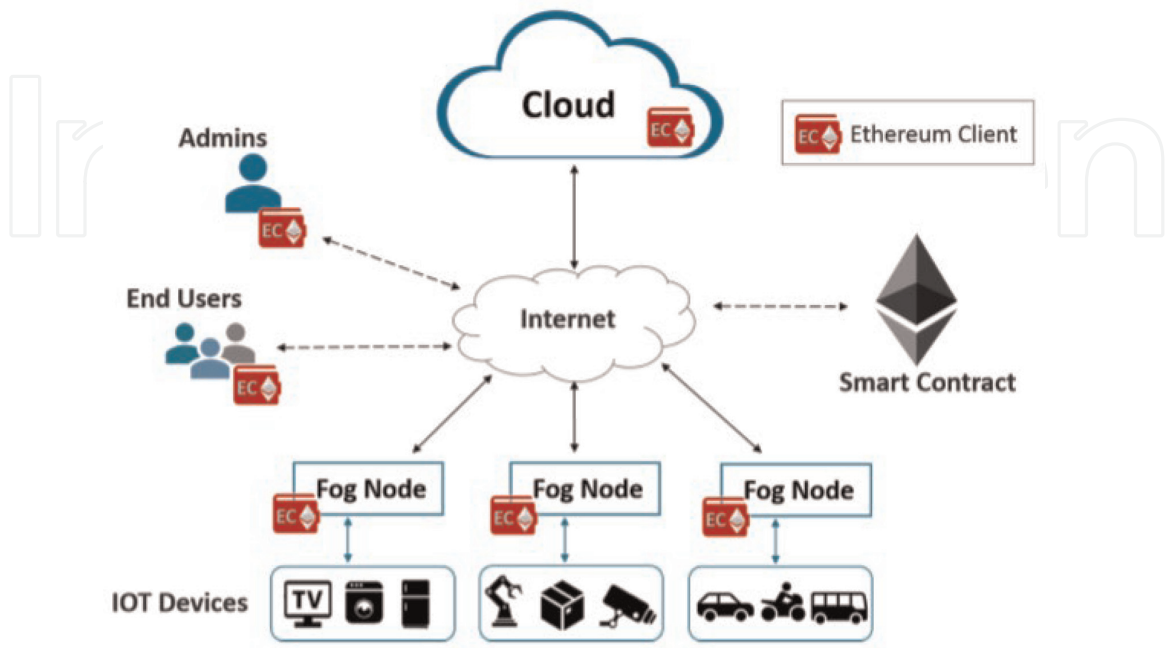 Cloud
EC
EC Ethereum Client
Admins
EC
End Users
EC
Internet
Smart Contract
Fog Node
EC
Fog Node
EC
Fog Node
EC
IOT Devices
TV